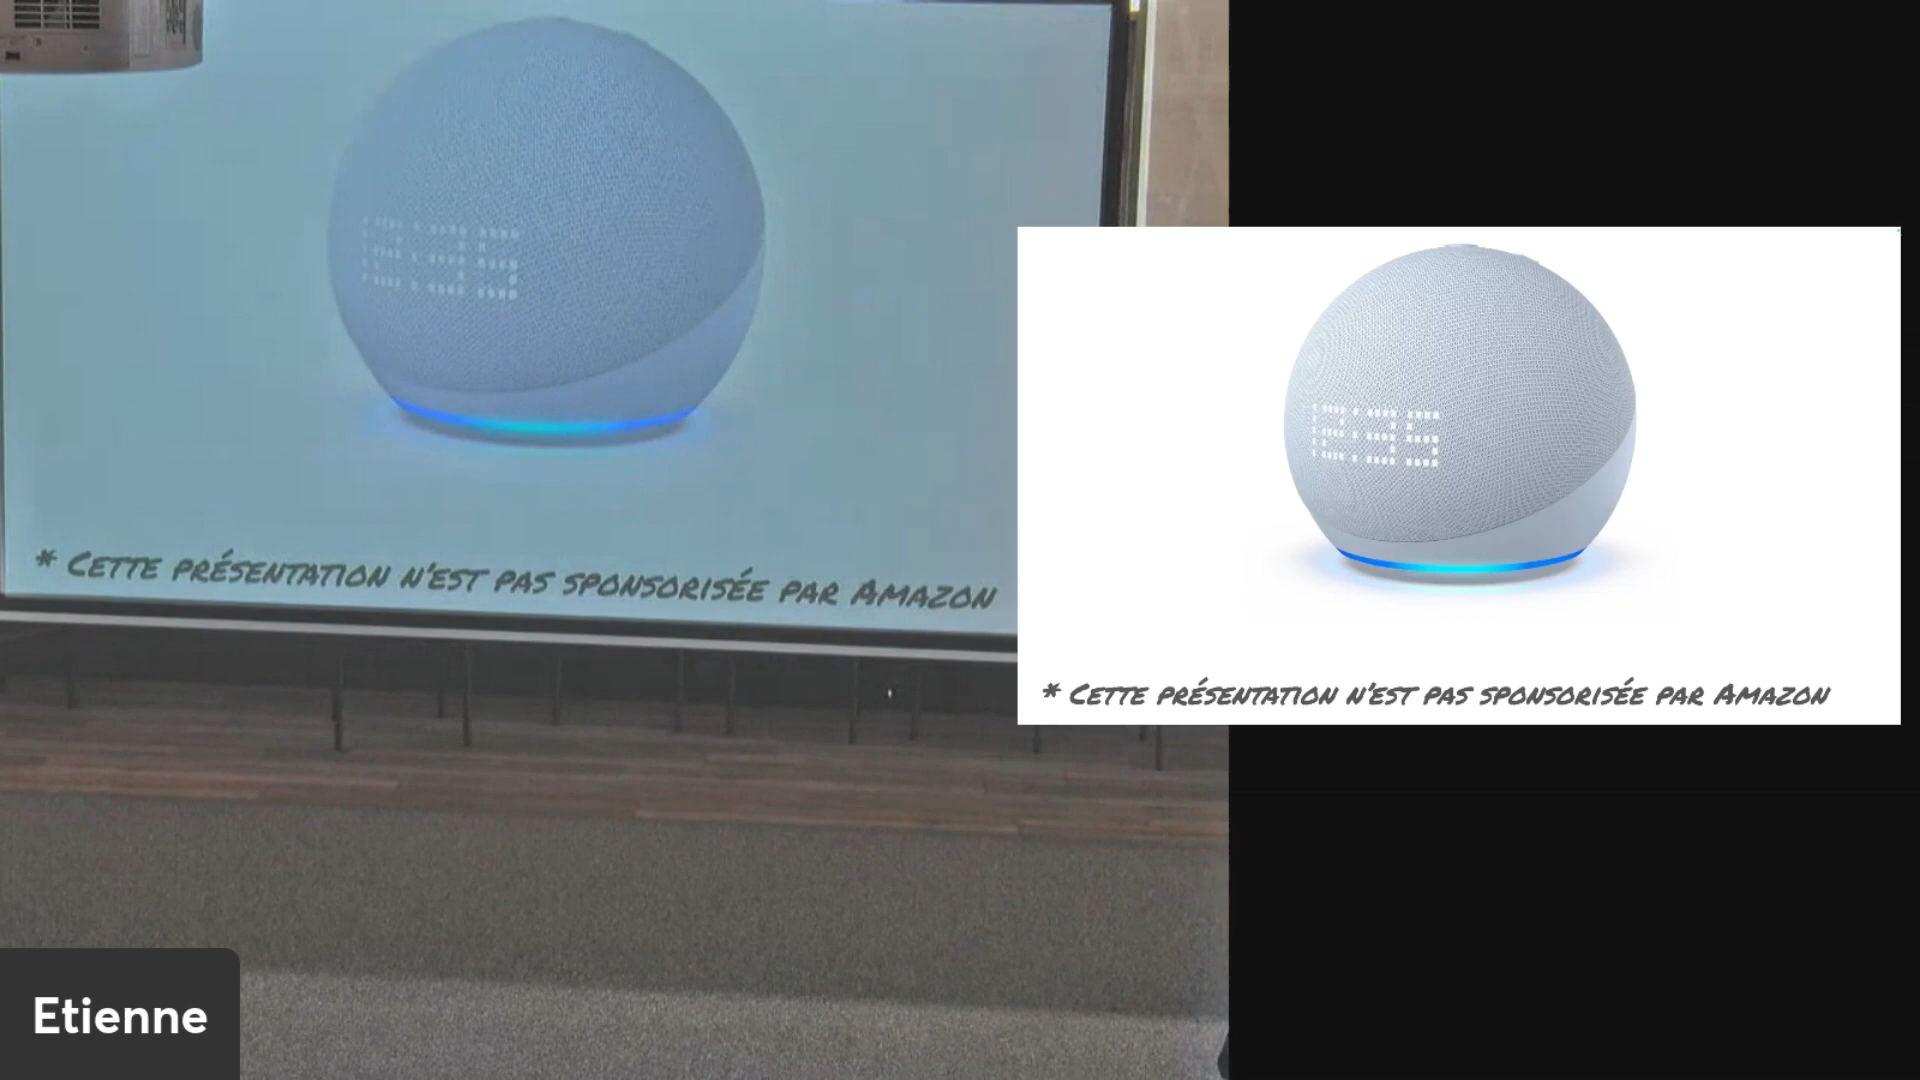 12:35
* Cette présentation n'est pas sponsorisée par Amazon
12:35
* Cette présentation n'est pas sponsorisée par Amazon
Etienne